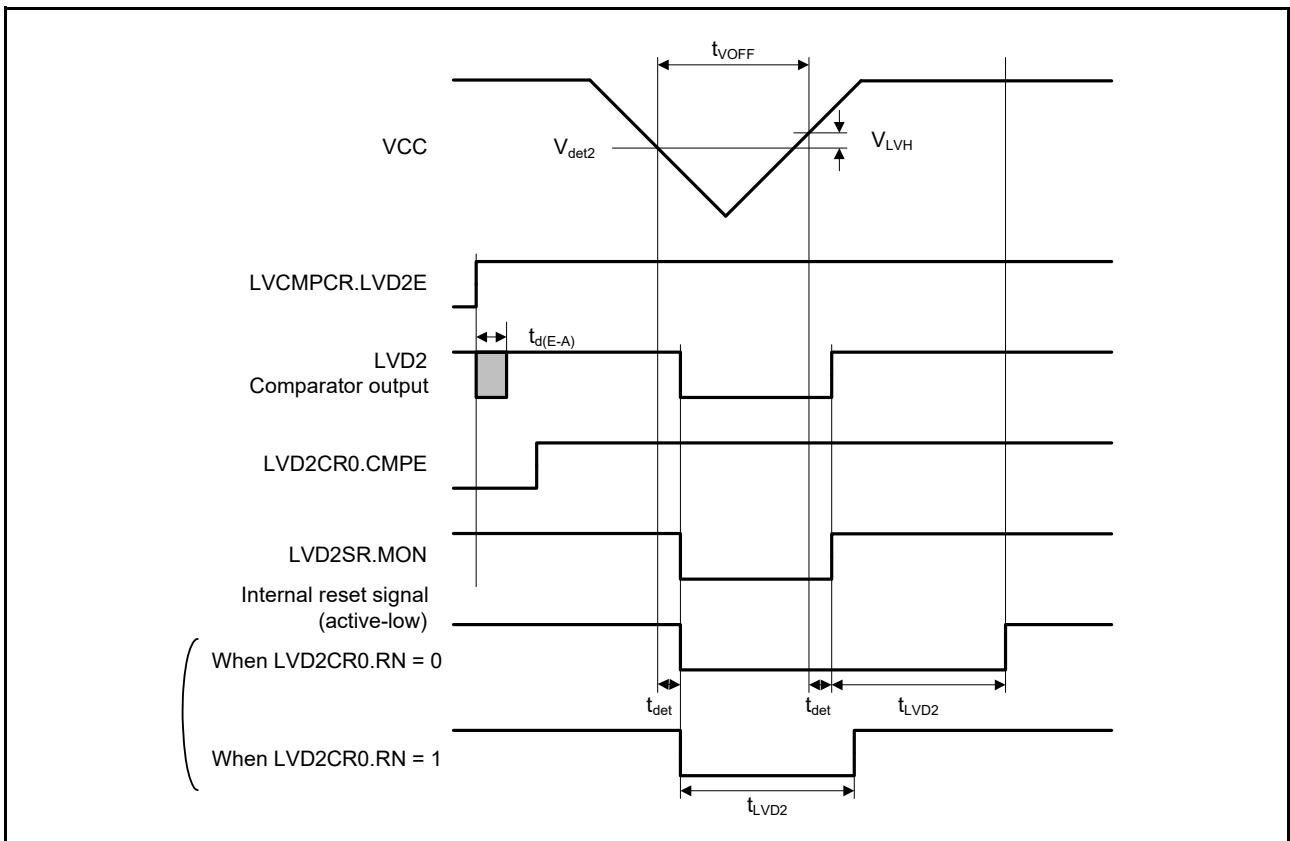 tVOFF
VCC
Vdet2
VLVH
LVCMPCR.LVD2E
td(E-A)
LVD2
Comparator output
LVD2CR0.CMPE
LVD2SR.MON
Internal reset signal
(active-low)
When LVD2CR0.RN = 0
tdet
tdet
tLVD2
When LVD2CR0.RN = 1
tLVD2